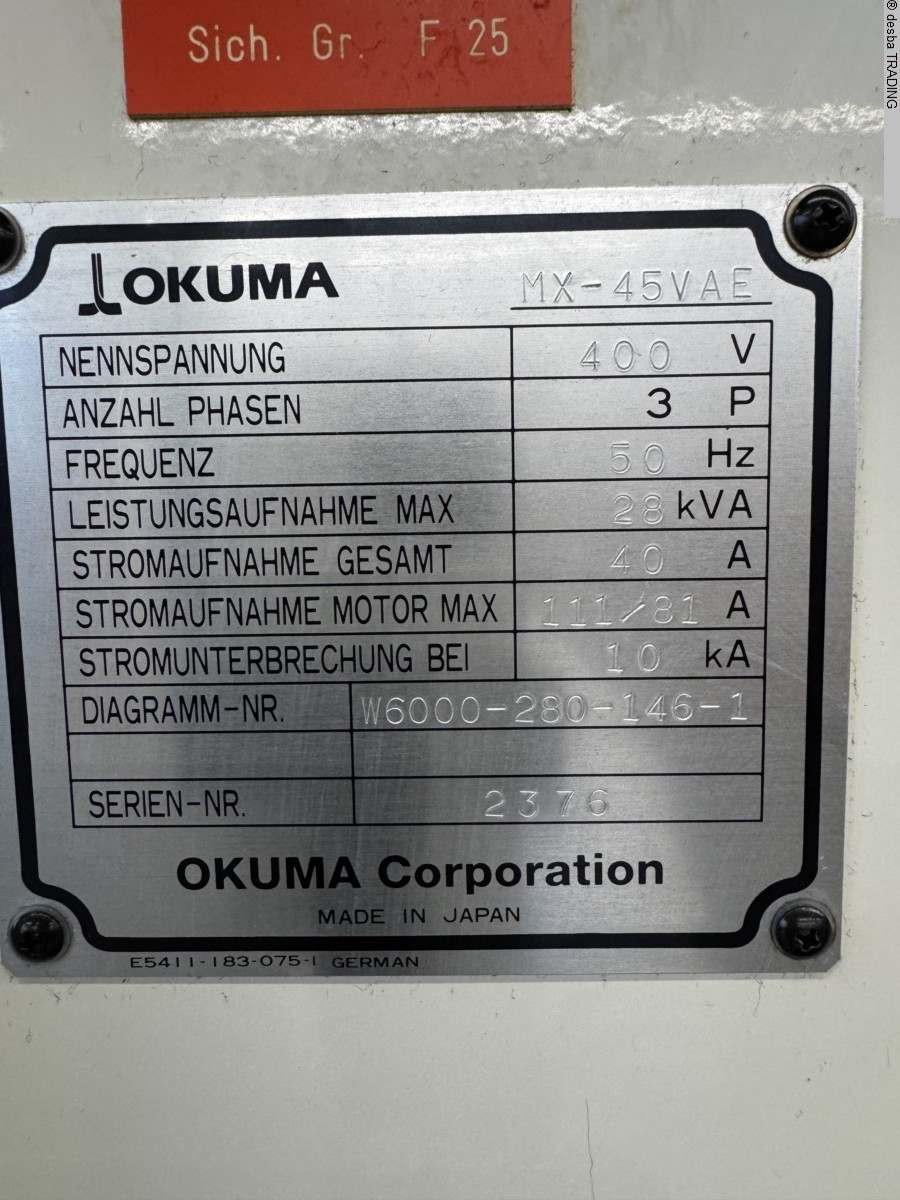 ® desba TRADING
Sich. Gr. F 25
OKUMA MX-45VAE
NENNSPANNUNG 400 V
ANZAHL PHASEN 3 P
FREQUENZ 50 Hz
LEISTUNGSAUFNAHME MAX 28 kVA
STROMAUFNAHME GESAMT 40 A
STROMAUFNAHME MOTOR MAX 111/81 A
STROMUNTERBRECHUNG BEI 10 kA
DIAGRAMM-NR. W6000-280-146-1
SERIEN-NR. 2376
OKUMA Corporation
MADE IN JAPAN
E5411-183-075-1 GERMAN